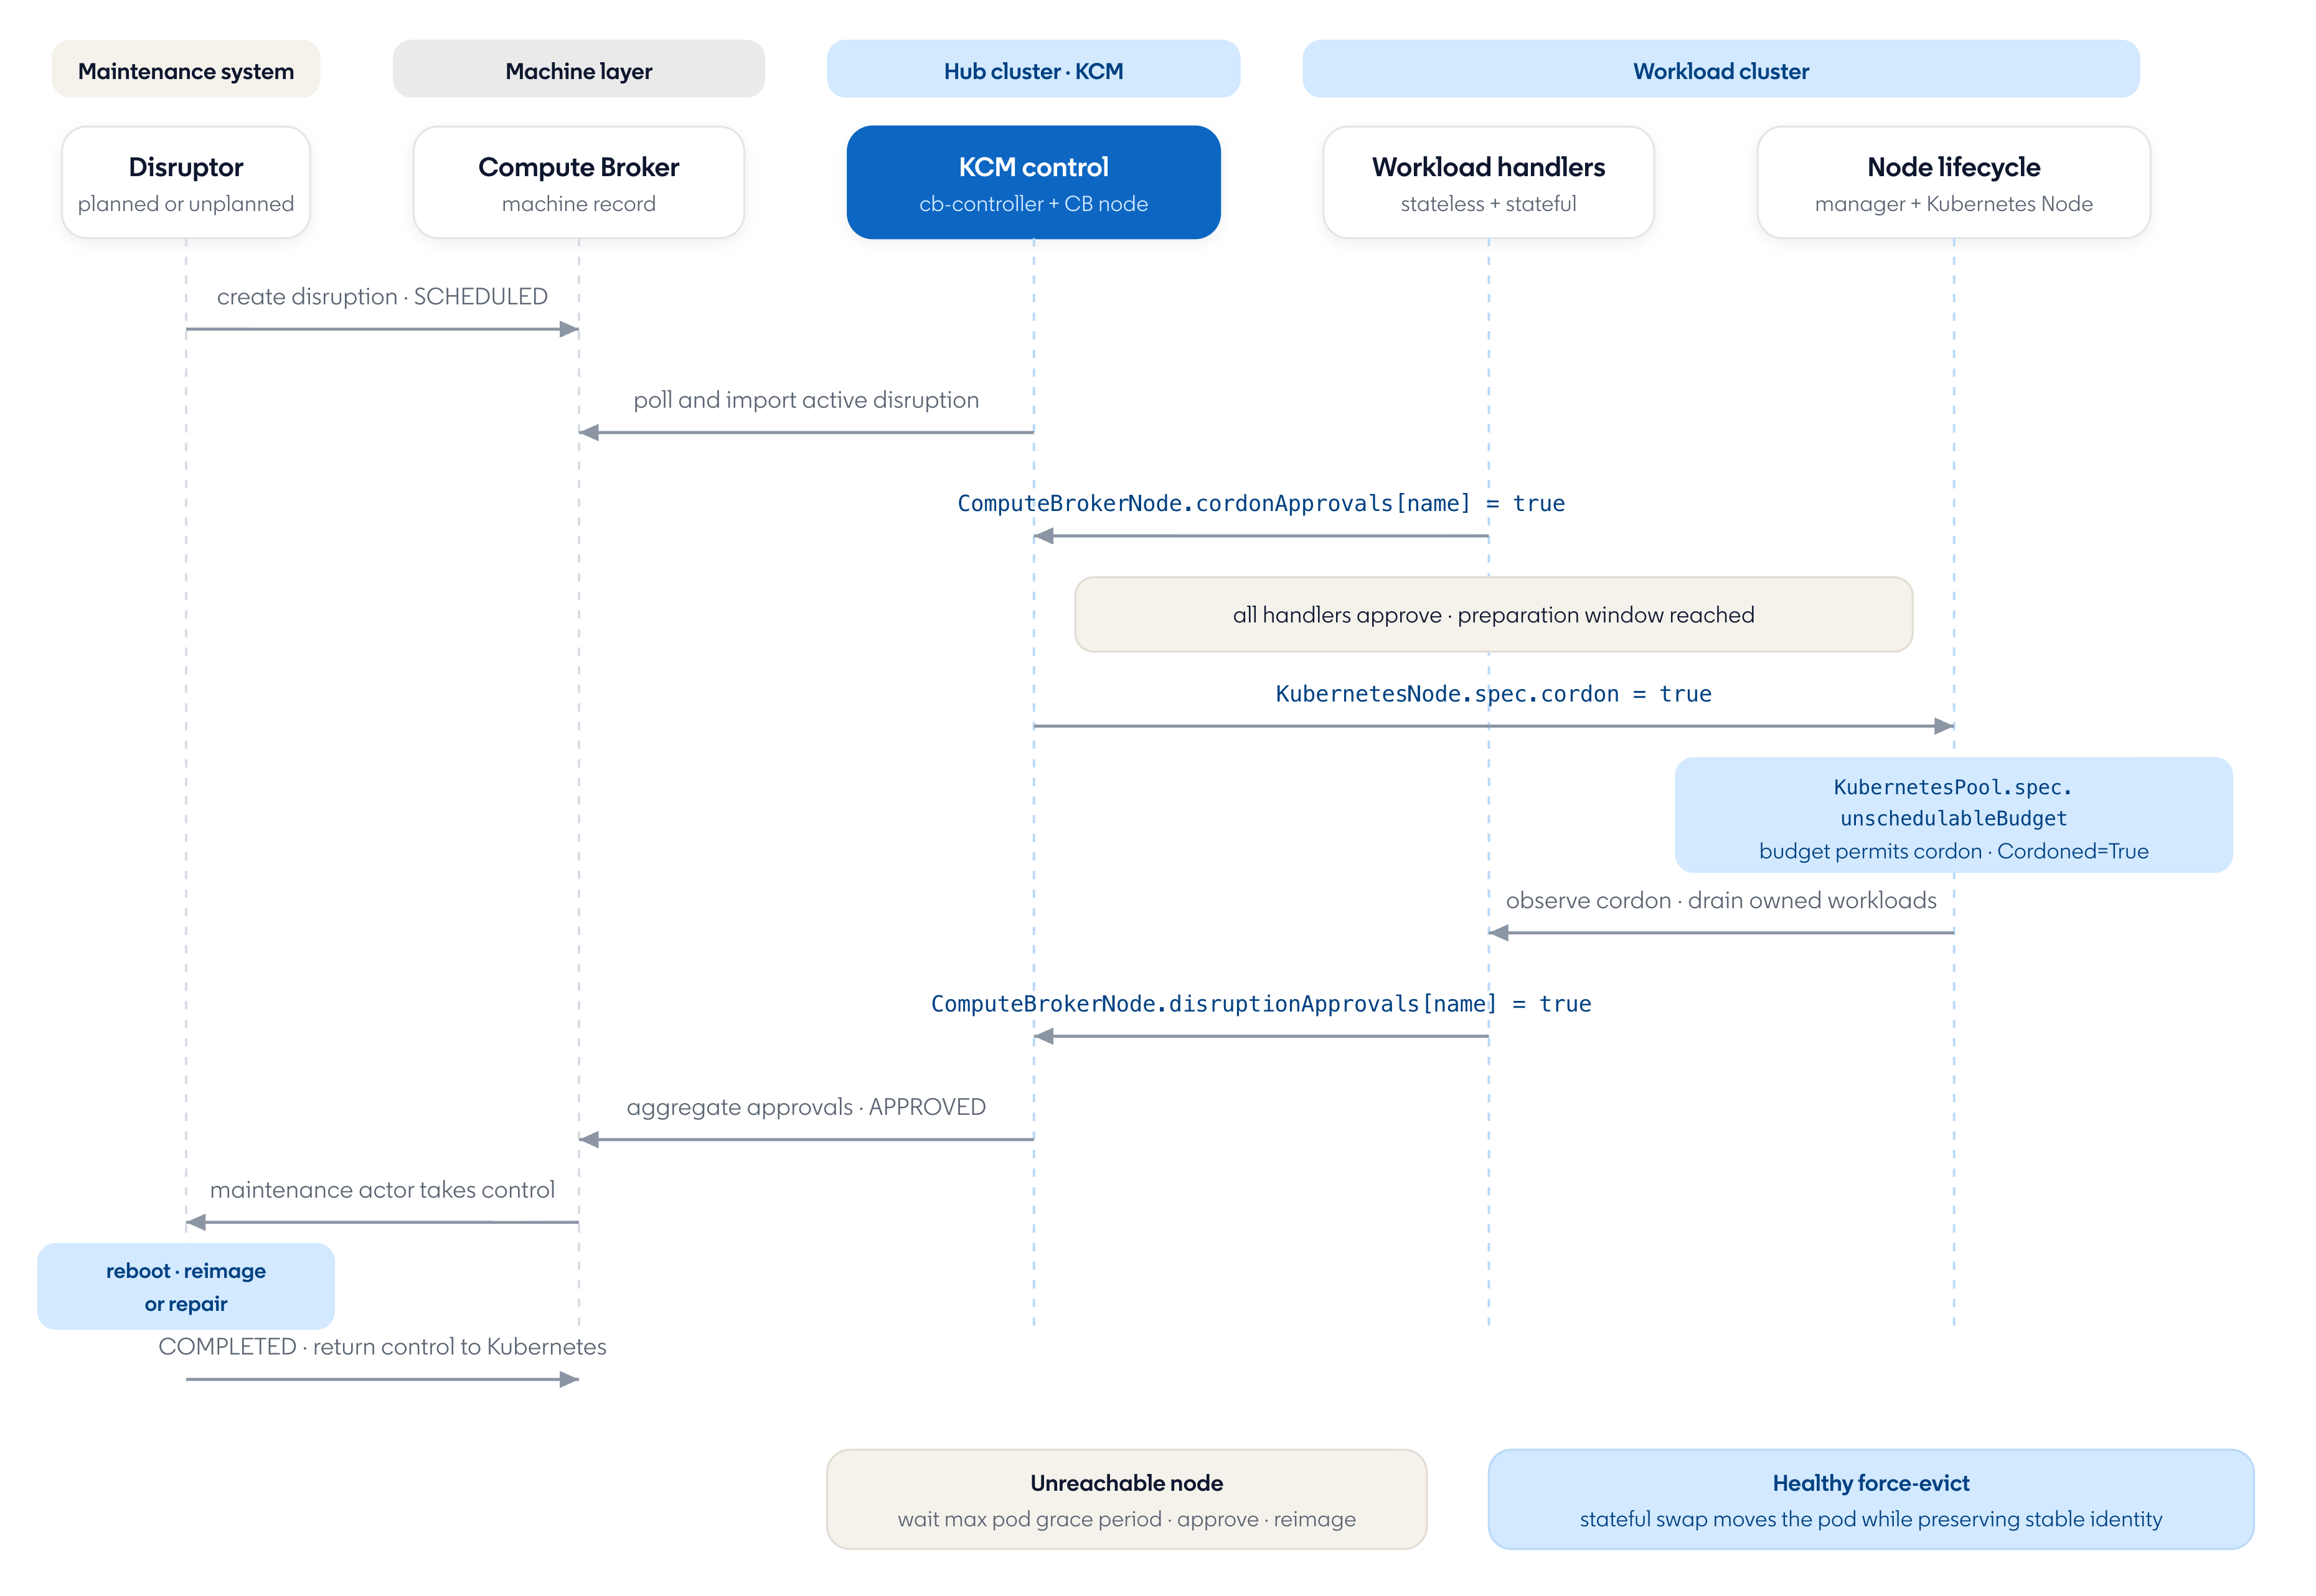 Maintenance system
Machine layer
Hub cluster · KCM
Workload cluster
Disruptor
planned or unplanned
Compute Broker
machine record
KCM control
cb-controller + CB node
Workload handlers
stateless + stateful
Node lifecycle
manager + Kubernetes Node
create disruption · SCHEDULED
poll and import active disruption
ComputeBrokerNode.cordonApprovals[name] = true
all handlers approve · preparation window reached
KubernetesNode.spec.cordon = true
KubernetesPool.spec.
unschedulableBudget
budget permits cordon · Cordoned=True
observe cordon · drain owned workloads
ComputeBrokerNode.disruptionApprovals[name] = true
aggregate approvals · APPROVED
maintenance actor takes control
reboot · reimage
or repair
COMPLETED · return control to Kubernetes
Unreachable node
wait max pod grace period · approve · reimage
Healthy force-evict
stateful swap moves the pod while preserving stable identity